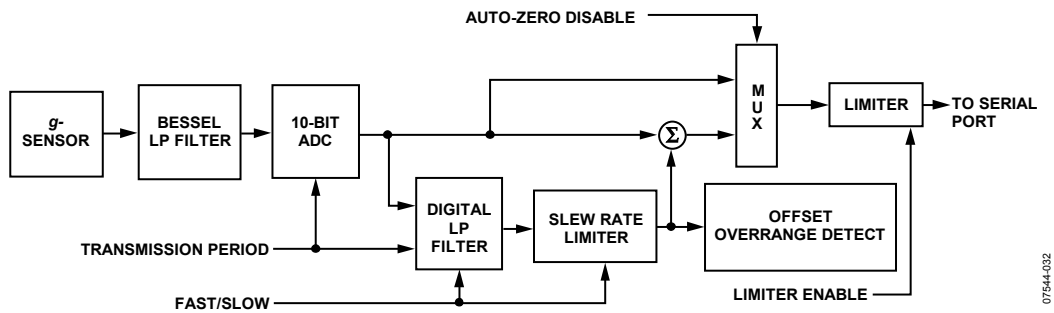 AUTO-ZERO DISABLE
g-
SENSOR
BESSEL
LP FILTER
10-BIT
ADC
Σ
M
U
X
LIMITER
TO SERIAL
PORT
DIGITAL
LP
FILTER
SLEW RATE
LIMITER
OFFSET
OVERRANGE DETECT
TRANSMISSION PERIOD
FAST/SLOW
LIMITER ENABLE
07544-032